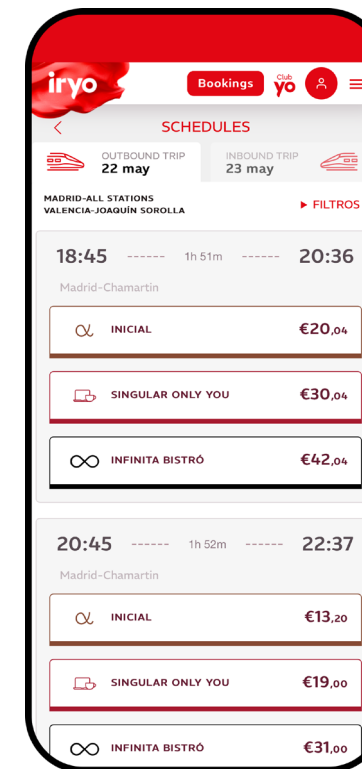 iryo
Bookings
Club
yo
SCHEDULES
OUTBOUND TRIP
22 may
INBOUND TRIP
23 may
MADRID-ALL STATIONS
VALENCIA-JOAQUÍN SOROLLA
▶ FILTROS
18:45 ------ 1h 51m ------ 20:36
Madrid-Chamartin
INICIAL €20,04
SINGULAR ONLY YOU €30,04
INFINITA BISTRÓ €42,04
20:45 ------ 1h 52m ------ 22:37
Madrid-Chamartin
INICIAL €13,20
SINGULAR ONLY YOU €19,00
INFINITA BISTRÓ €31,00